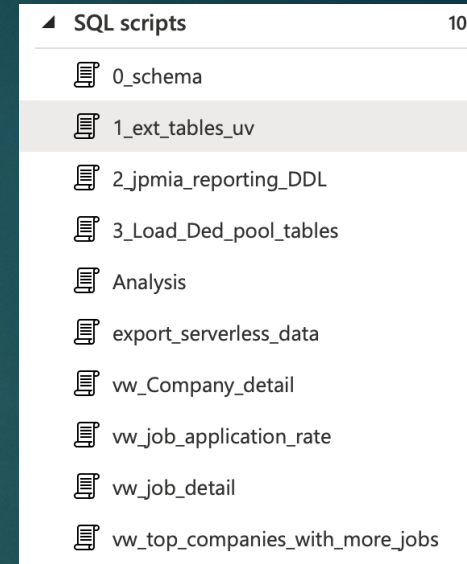 SQL scripts 10
0_schema
1_ext_tables_uv
2_jpmia_reporting_DDL
3_Load_Ded_pool_tables
Analysis
export_serverless_data
vw_Company_detail
vw_job_application_rate
vw_job_detail
vw_top_companies_with_more_jobs